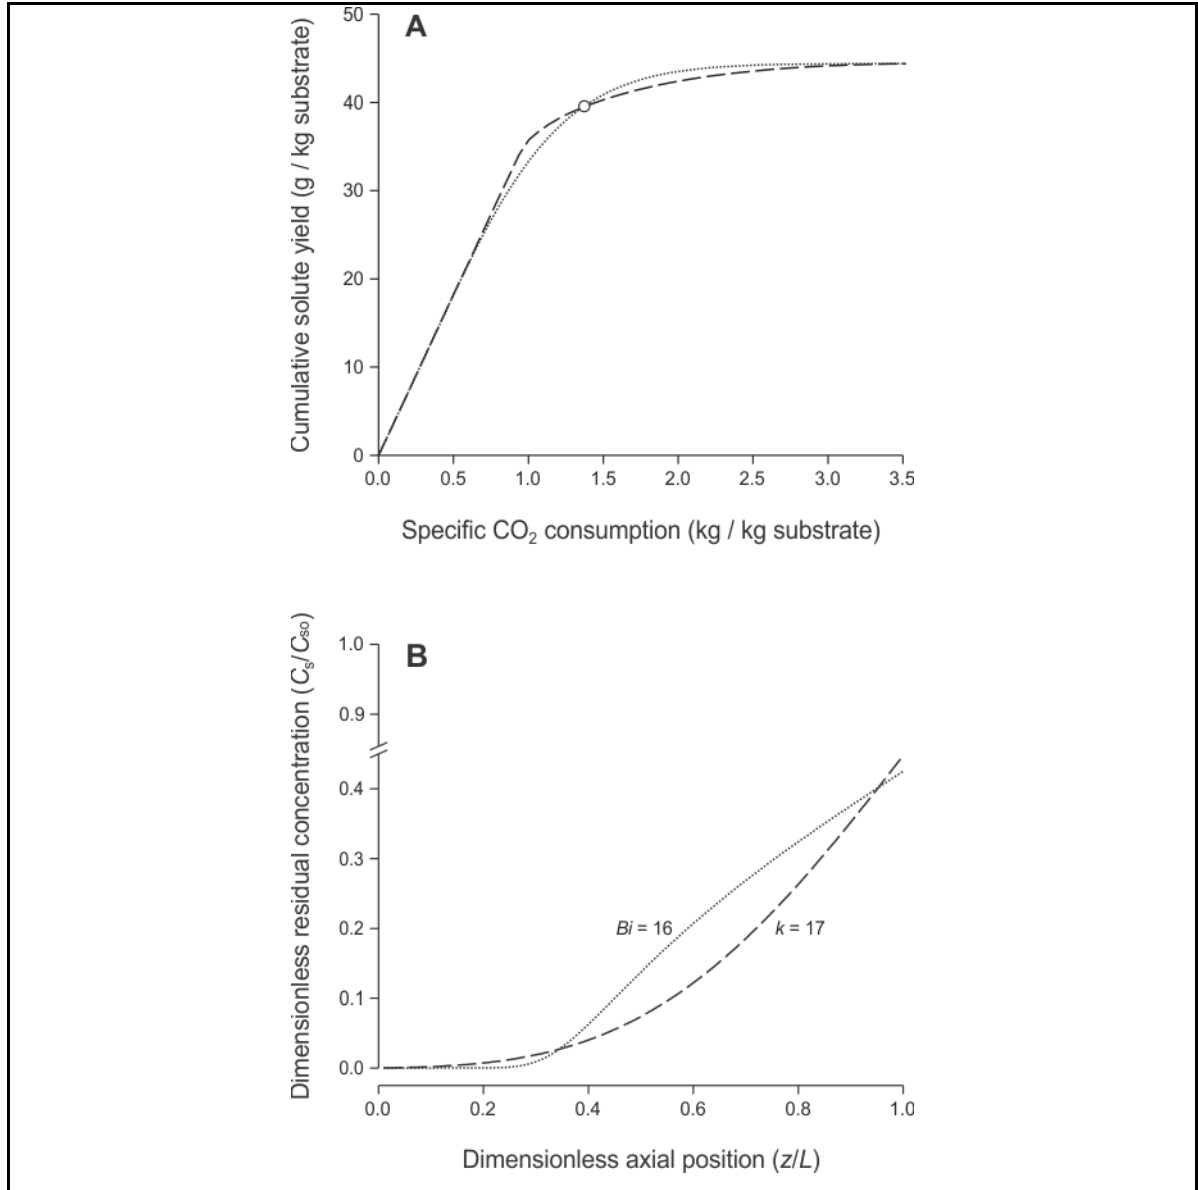 A
Cumulative solute yield (g / kg substrate)
50
40
30
20
10
0
0.0 0.5 1.0 1.5 2.0 2.5 3.0 3.5
Specific CO₂ consumption (kg / kg substrate)
B
Dimensionless residual concentration (Cs/Cso)
1.0
0.9
0.4
0.3
0.2
0.1
0.0
Bi = 16
k = 17
0.0 0.2 0.4 0.6 0.8 1.0
Dimensionless axial position (z/L)